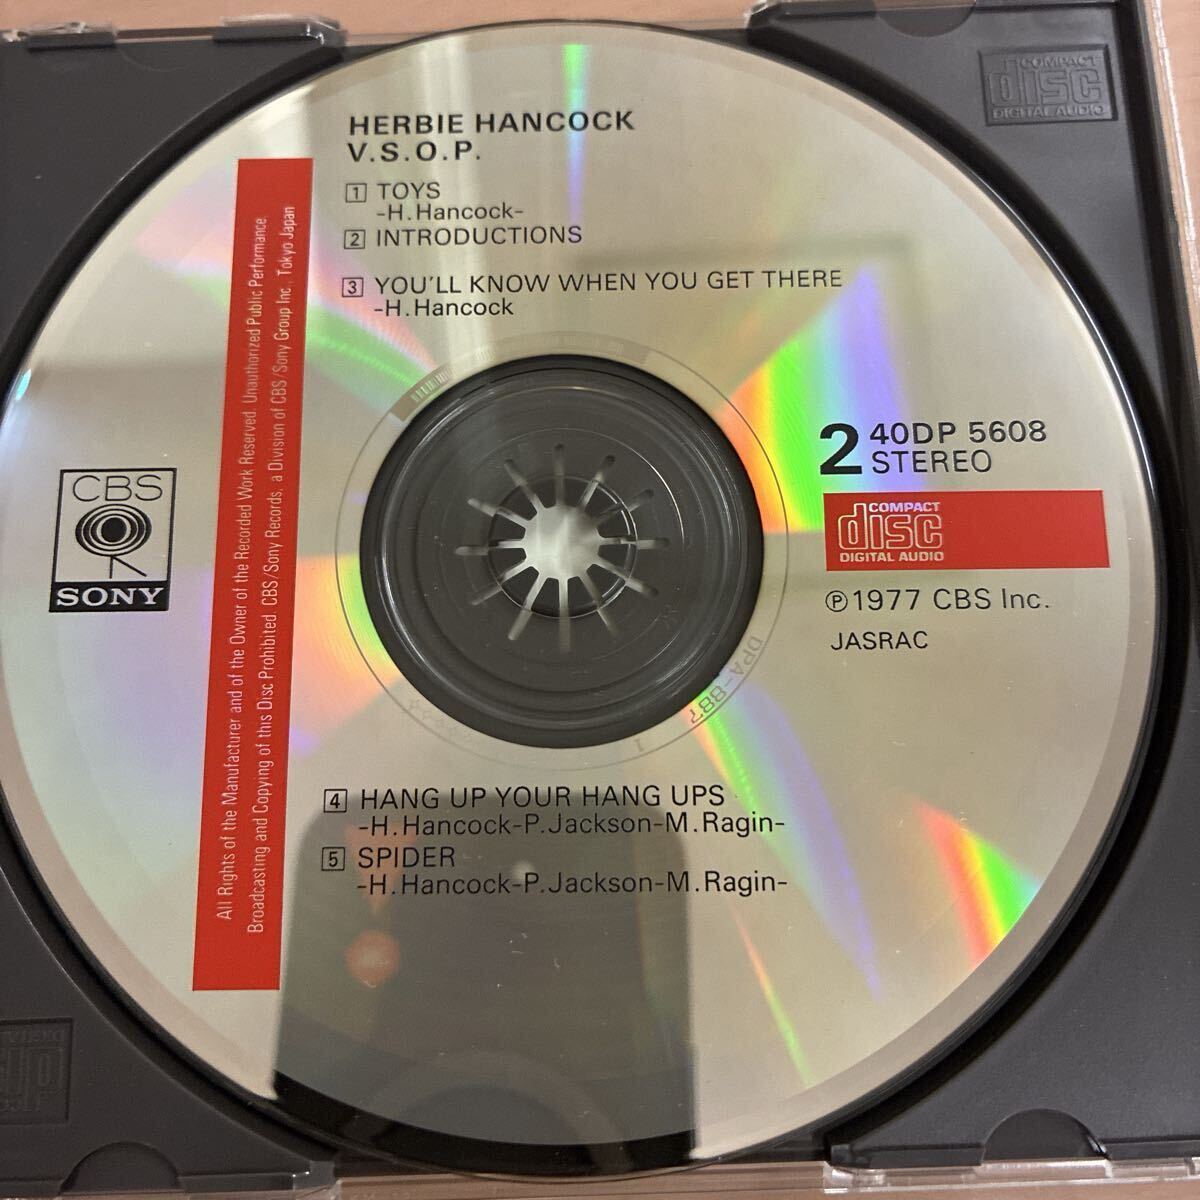 HERBIE HANCOCK
V.S.O.P.
1 TOYS
-H.Hancock-
2 INTRODUCTIONS
3 YOU'LL KNOW WHEN YOU GET THERE
-H.Hancock
2 40DP 5608
STEREO
COMPACT
disc
DIGITAL AUDIO
℗1977 CBS Inc.
JASRAC
4 HANG UP YOUR HANG UPS
-H.Hancock-P.Jackson-M.Ragin-
5 SPIDER
-H.Hancock-P.Jackson-M.Ragin-
CBS
SONY
All Rights of the Manufacturer and of the Owner of the Recorded Work Reserved. Unauthorized Public Performance.
Broadcasting and Copying of this Disc Prohibited. CBS/Sony Records, a Division of CBS/Sony Group Inc., Tokyo Japan
DPA-887
1
COMPACT
disc
DIGITAL AUDIO